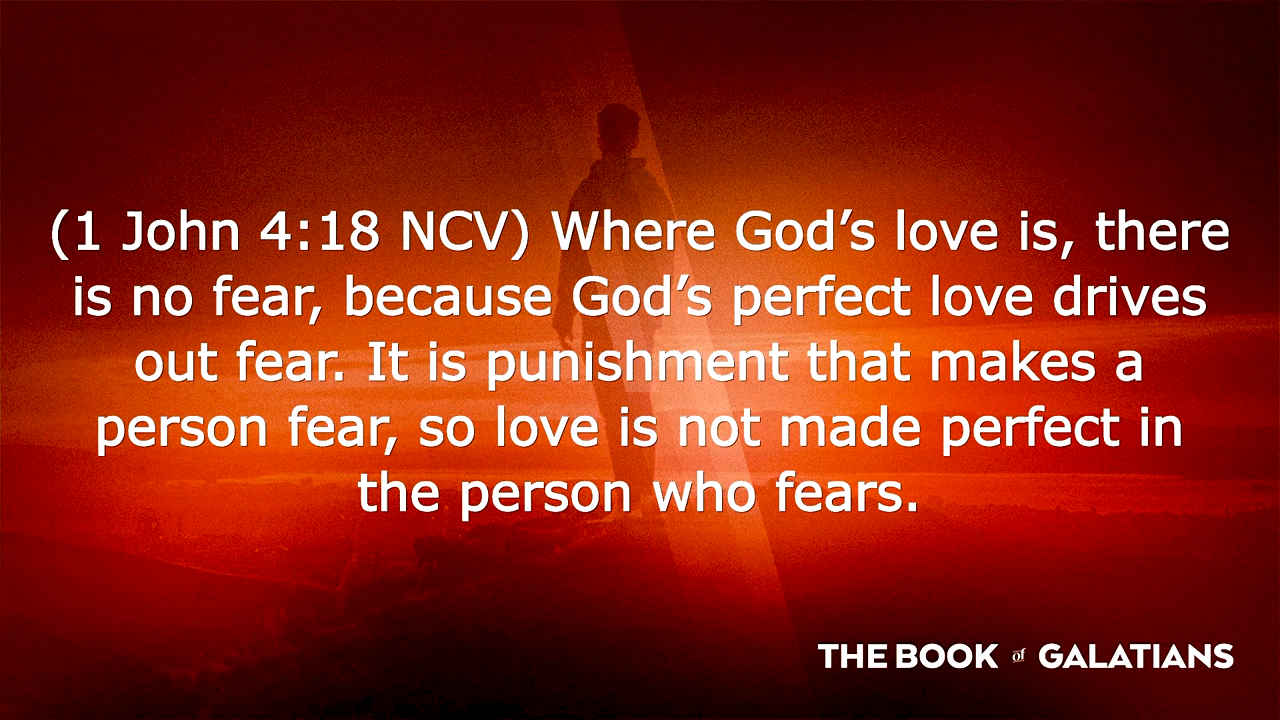 (1 John 4:18 NCV) Where God’s love is, there
is no fear, because God’s perfect love drives
out fear. It is punishment that makes a
person fear, so love is not made perfect in
the person who fears.
THE BOOK of GALATIANS